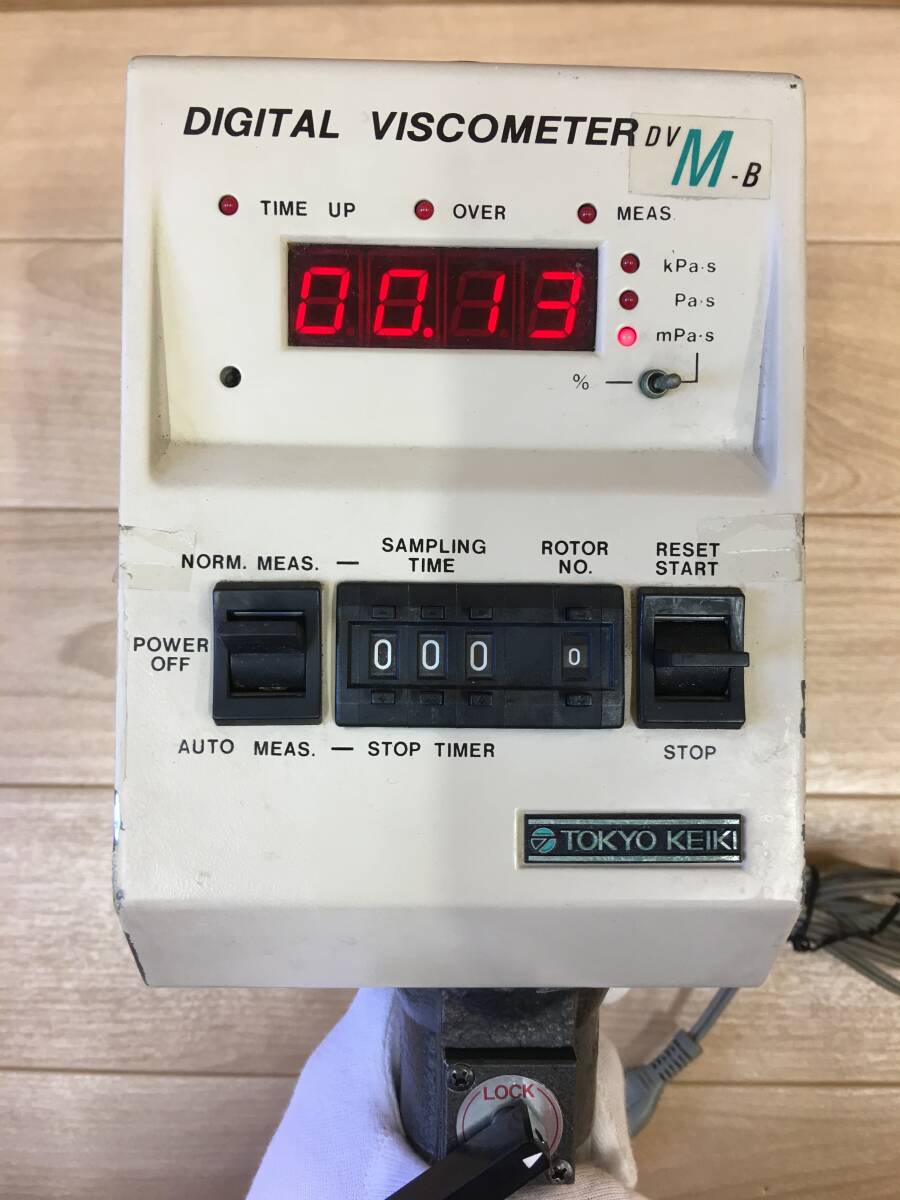 DIGITAL VISCOMETER DV M-B
TIME UP OVER MEAS.
00.13
kPa·s
Pa·s
mPa·s
% —
NORM. MEAS. — SAMPLING TIME
ROTOR NO.
RESET START
POWER OFF
000 0
AUTO MEAS. — STOP TIMER
STOP
TOKYO KEIKI
LOCK